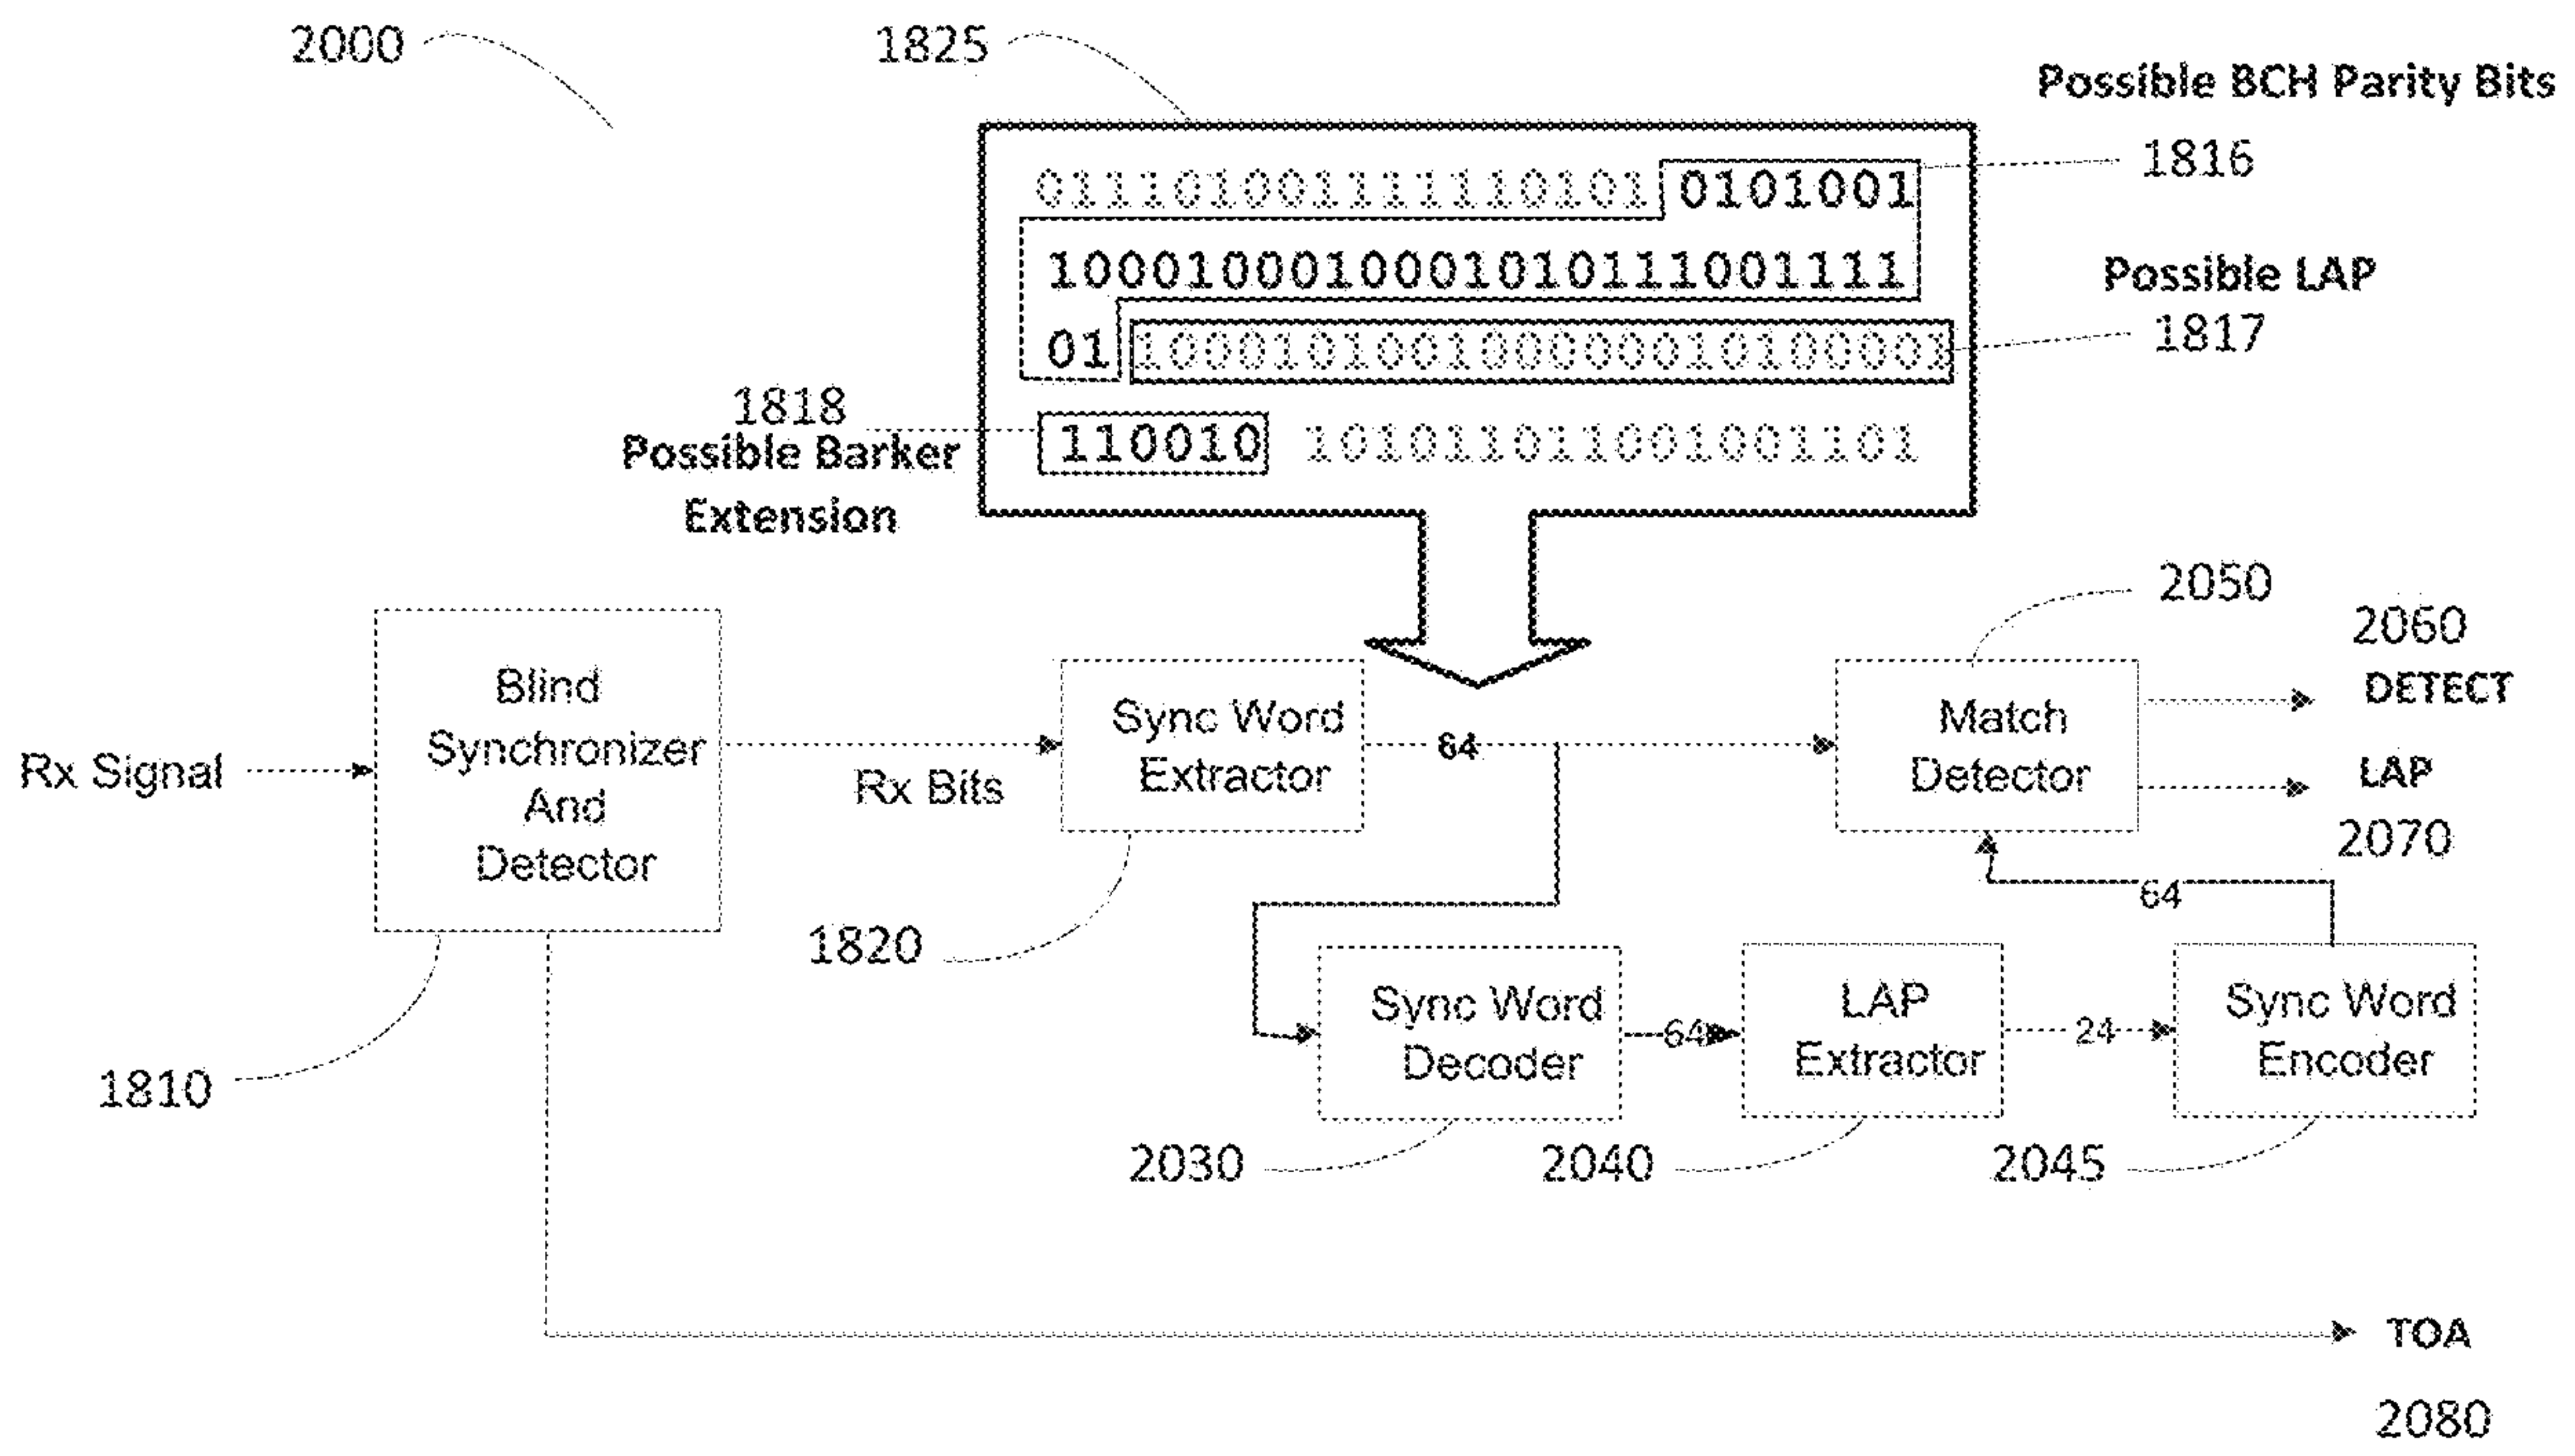 2000
1825
Possible BCH Parity Bits
1816
011101001111110101 0101001
1000100010001010111001111
Possible LAP
1817
01 100010100100000010100001
1818
Possible Barker
Extension
110010 101011011001001101
2050
2060
DETECT
Blind
Synchronizer
And
Detector
Sync Word
Extractor
64
Match
Detector
Rx Signal
Rx Bits
LAP
2070
64
1820
1810
Sync Word
Decoder
64
LAP
Extractor
24
Sync Word
Encoder
2030
2040
2045
TOA
2080